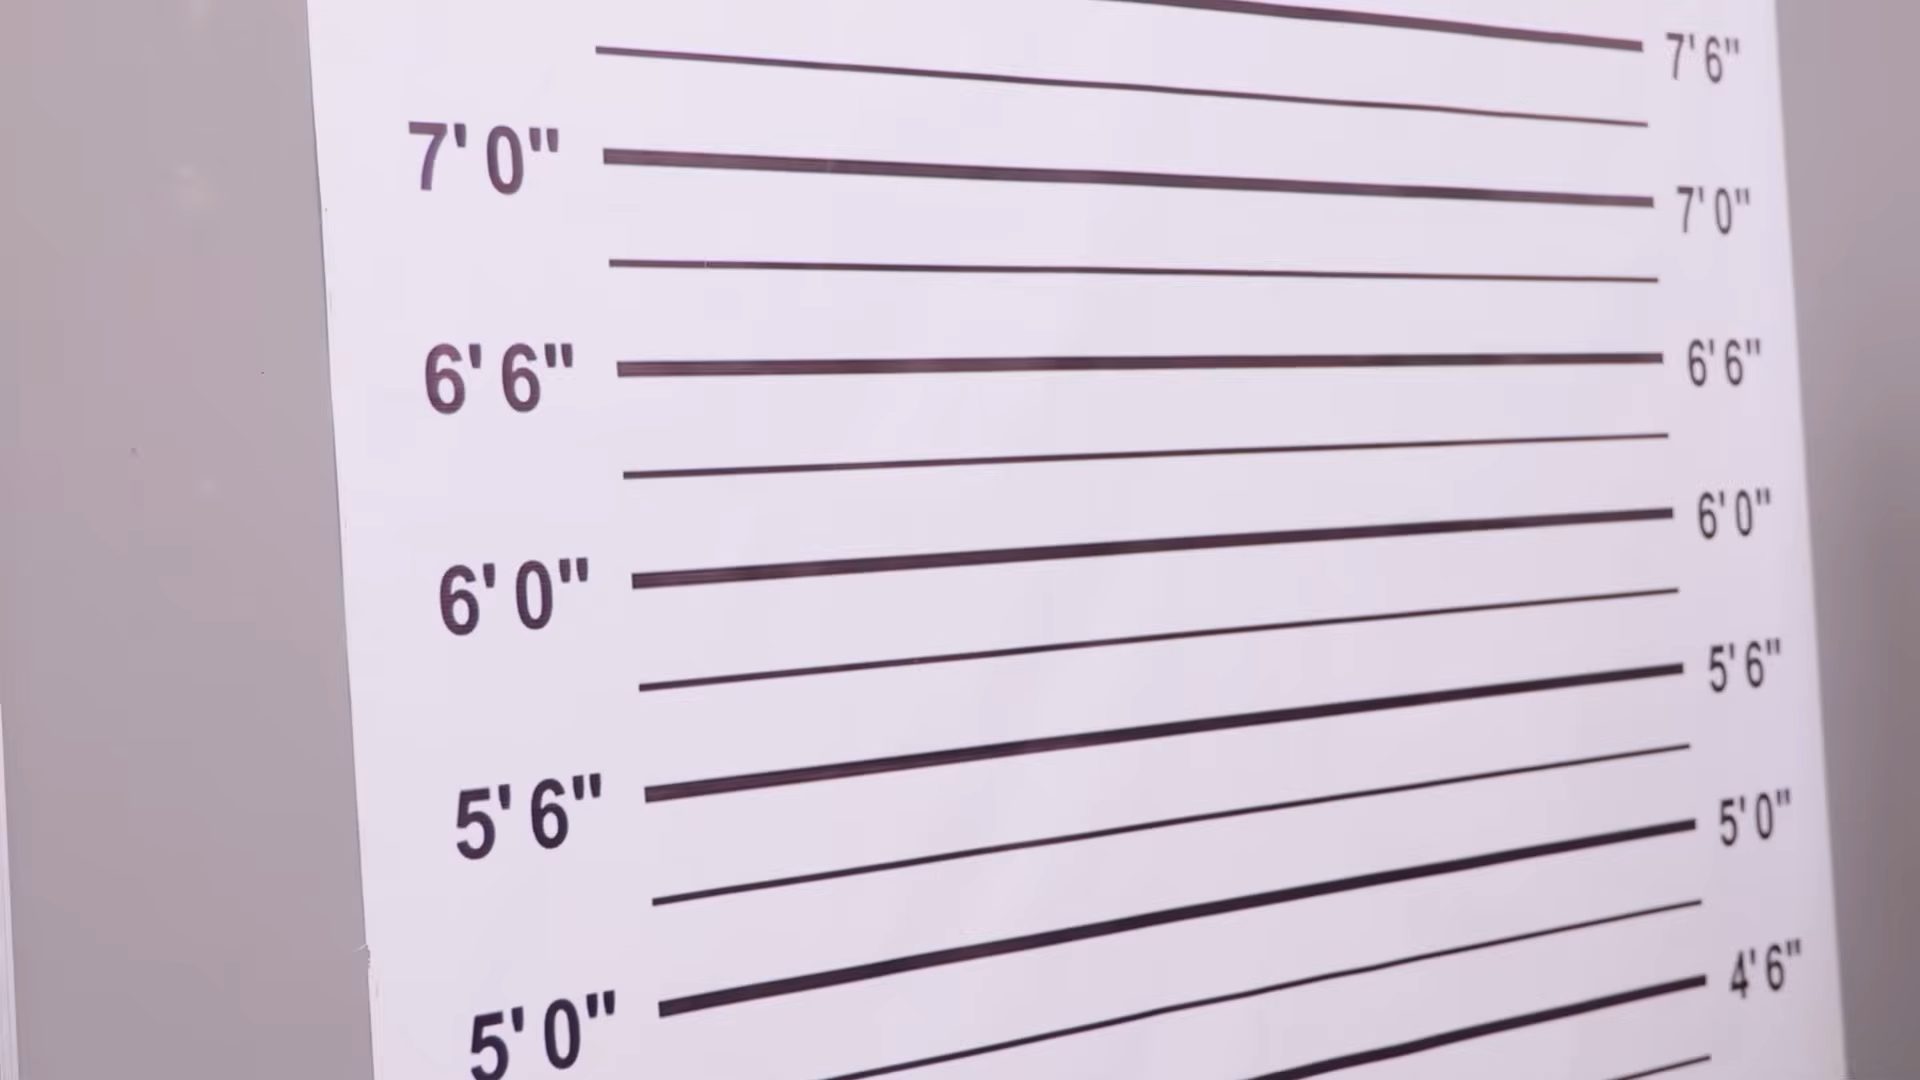 7' 6"
7' 0" 7' 0"
6' 6" 6' 6"
6' 0" 6' 0"
5' 6" 5' 6"
5' 0" 5' 0"
4' 6"